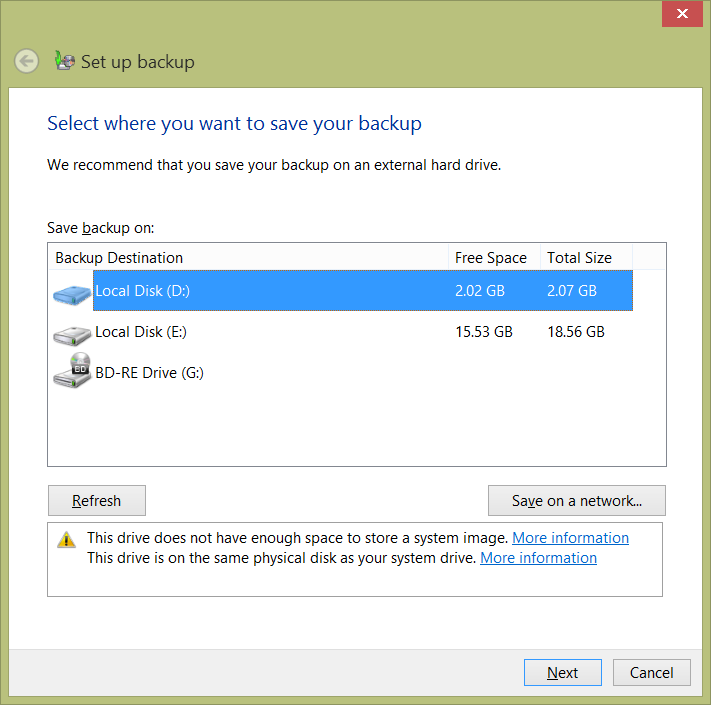 Set up backup
Select where you want to save your backup
We recommend that you save your backup on an external hard drive.
Save backup on:
Backup Destination Free Space Total Size
Local Disk (D:) 2.02 GB 2.07 GB
Local Disk (E:) 15.53 GB 18.56 GB
BD
BD-RE Drive (G:)
Refresh Save on a network...
This drive does not have enough space to store a system image. More information
This drive is on the same physical disk as your system drive. More information
Next Cancel